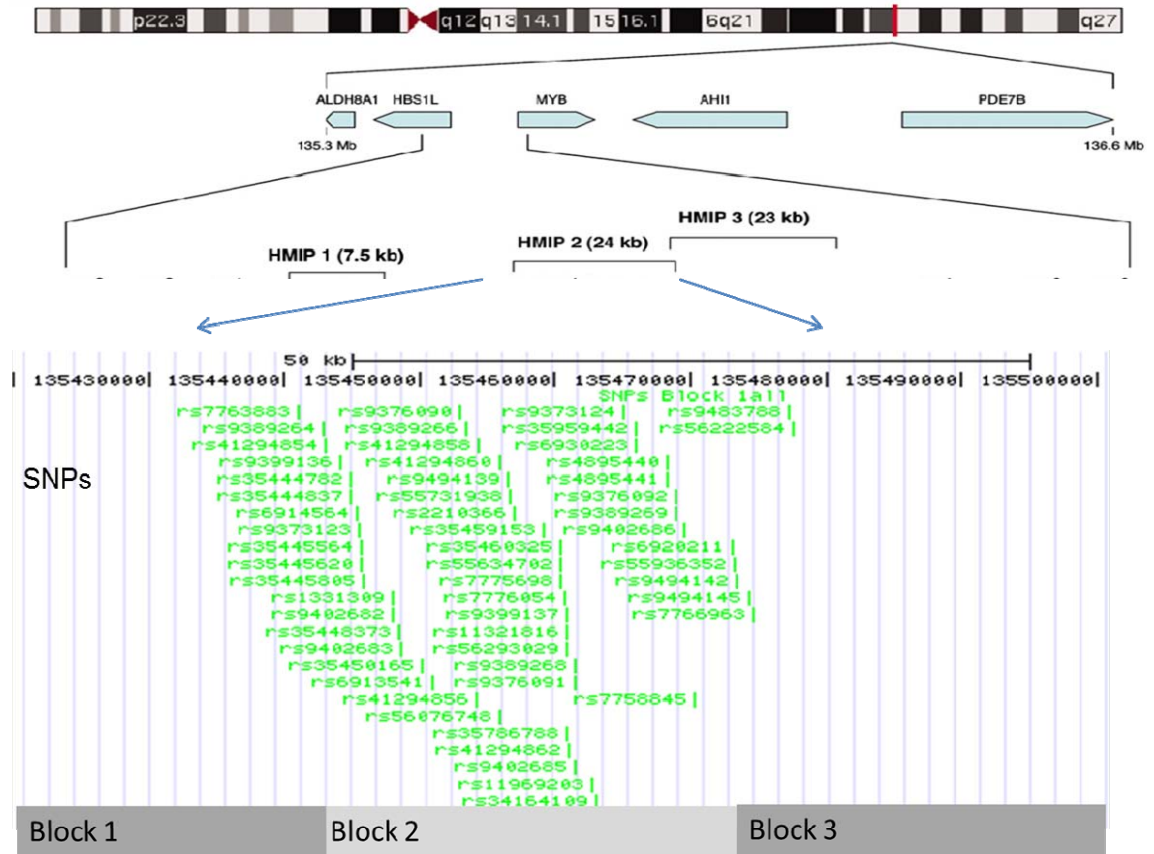 p22.3 q12 q13 14.1 15 16.1 6q21 q27
ALDH8A1 HBS1L MYB AHI1 PDE7B
135.3 Mb 136.6 Mb
HMIP 3 (23 kb)
HMIP 2 (24 kb)
HMIP 1 (7.5 kb)
50 kb
| 135430000| 135440000| 135450000| 135460000| 135470000| 135480000| 135490000| 135500000|
SNPs Block 1all
rs7763883 rs9376090 rs9373124 rs9483788
rs9389264 rs9389266 rs35959442 rs56222584
rs41294854 rs41294858 rs6930223
rs9399136 rs41294860 rs4895440
SNPs
rs35444782 rs9494139 rs4895441
rs35444837 rs55731938 rs9376092
rs6914564 rs2210366 rs9389269
rs9373123 rs35459153 rs9402686
rs35445564 rs35460325 rs6920211
rs35445620 rs55634702 rs55936352
rs35445805 rs7775698 rs9494142
rs1331309 rs7776054 rs9494145
rs9402682 rs9399137 rs7766963
rs35448373 rs11321816
rs9402683 rs56293029
rs35450165 rs9389268
rs6913541 rs9376091
rs41294856 rs7758845
rs56076748
rs35786788
rs41294862
rs9402685
rs11969203
rs34164109
Block 1 Block 2 Block 3